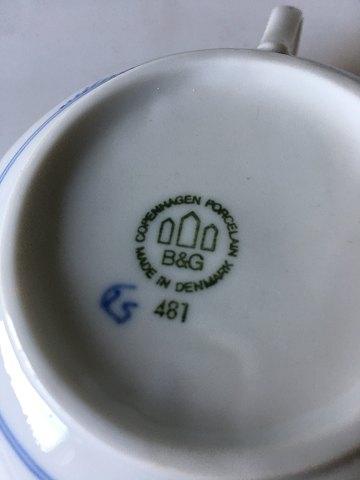 COPENHAGEN PORCELAIN
B&G
MADE IN DENMARK
481